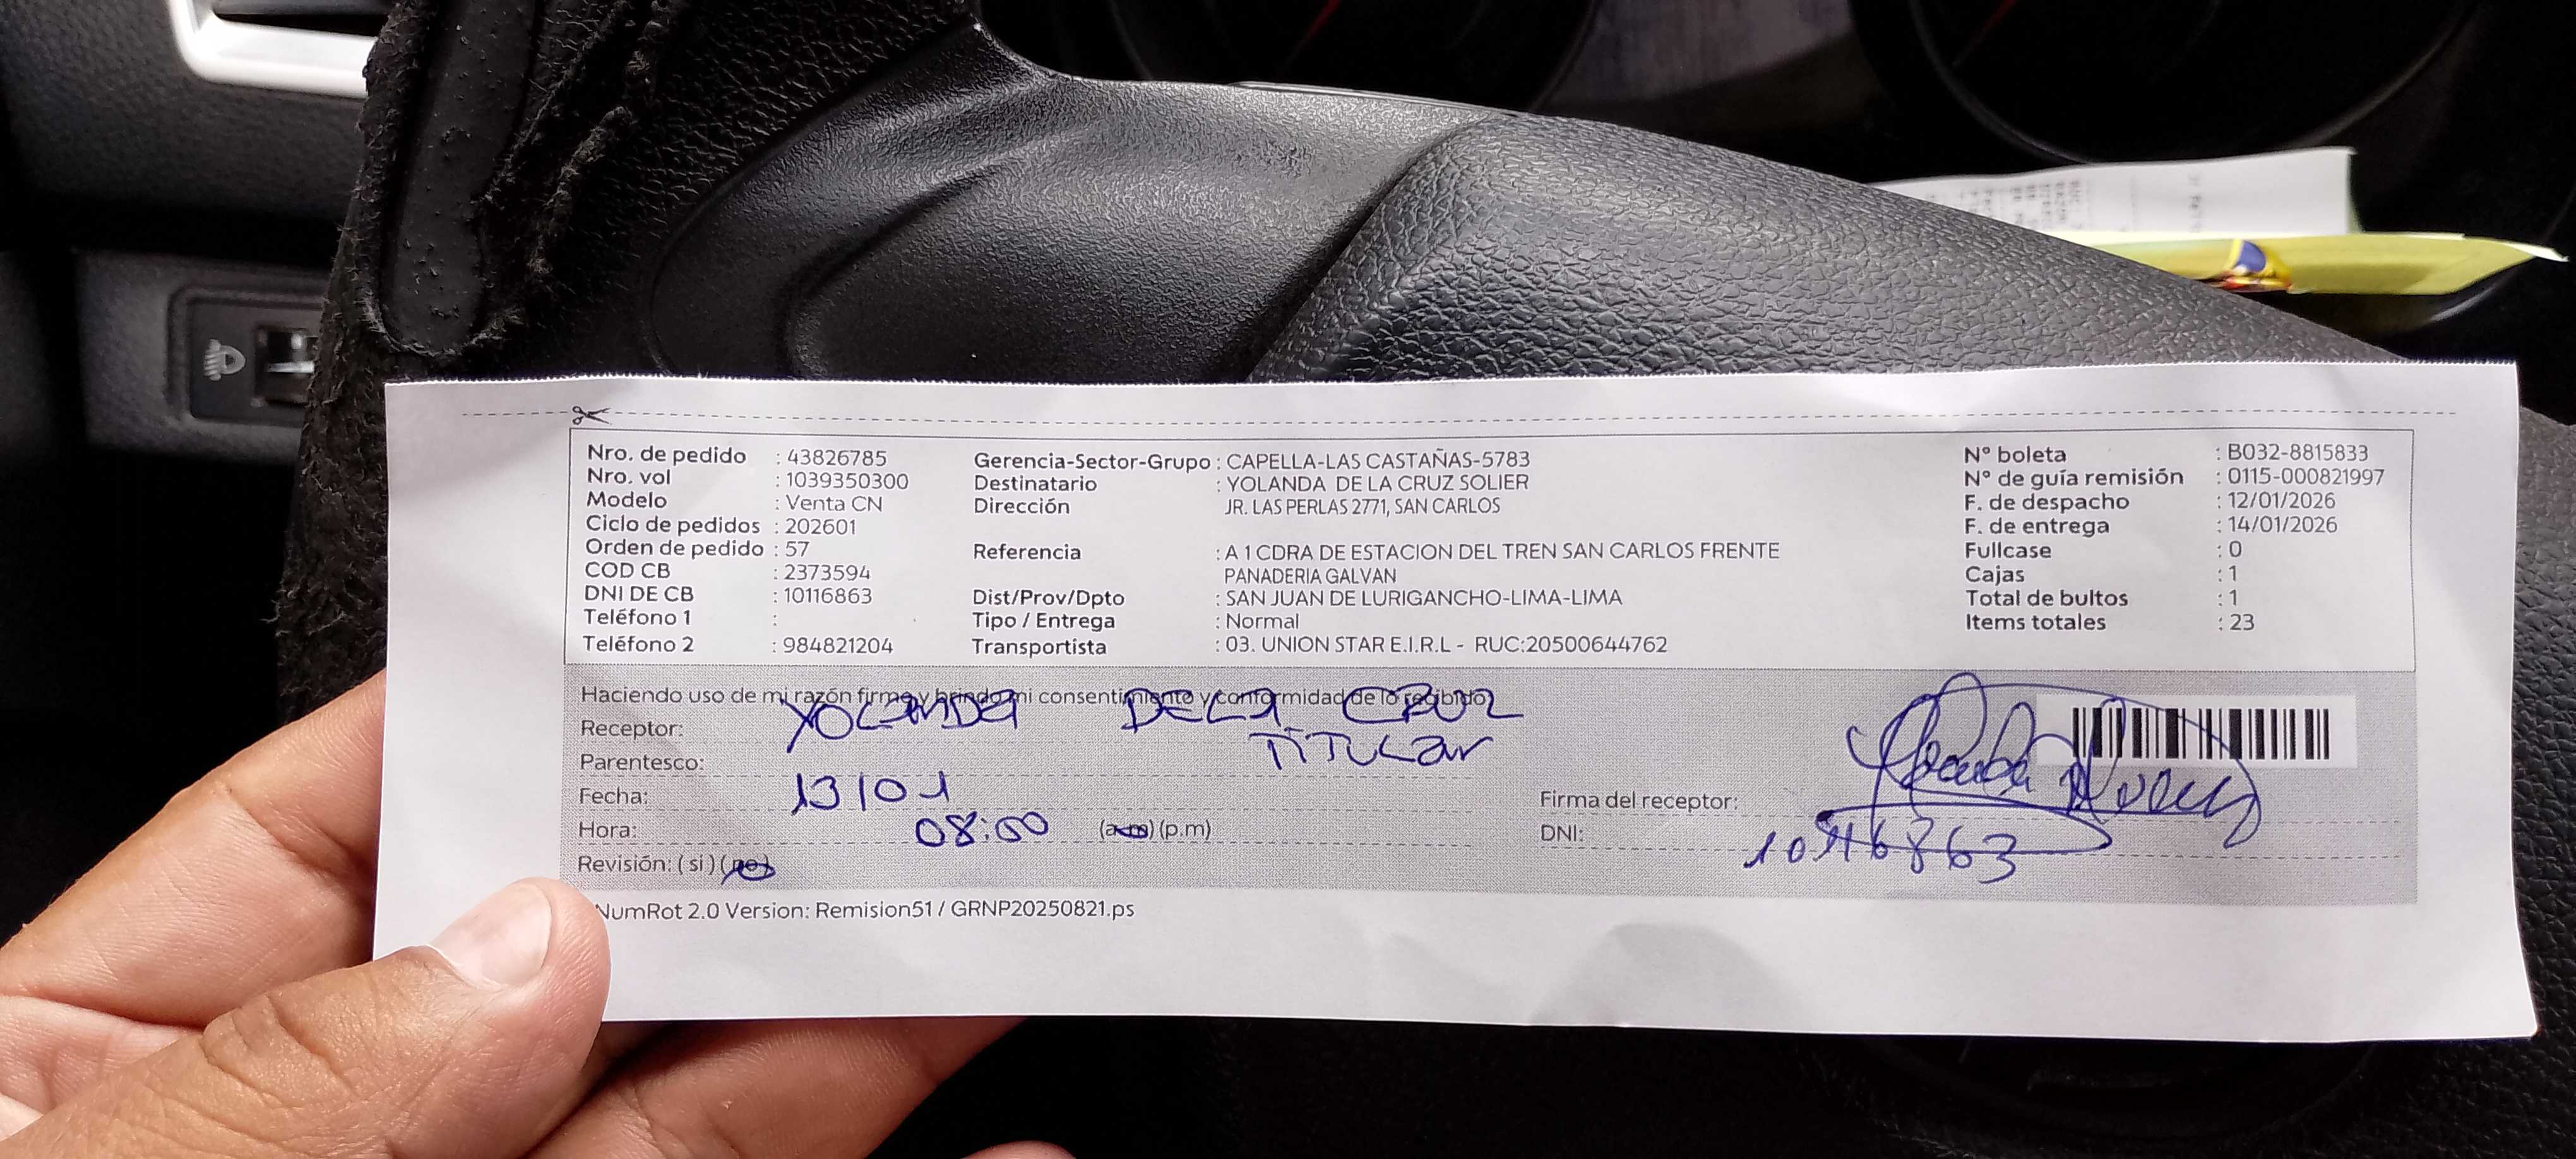 Nro. de pedido : 43826785
Nro. vol : 1039350300
Modelo : Venta CN
Ciclo de pedidos : 202601
Orden de pedido : 57
COD CB : 2373594
DNI DE CB : 10116863
Teléfono 1 :
Teléfono 2 : 984821204
Gerencia-Sector-Grupo : CAPELLA-LAS CASTAÑAS-5783
Destinatario : YOLANDA DE LA CRUZ SOLIER
Dirección JR. LAS PERLAS 2771, SAN CARLOS
Referencia : A 1 CDRA DE ESTACION DEL TREN SAN CARLOS FRENTE
PANADERIA GALVAN
Dist/Prov/Dpto : SAN JUAN DE LURIGANCHO-LIMA-LIMA
Tipo / Entrega : Normal
Transportista : 03. UNION STAR E.I.R.L - RUC:20500644762
N° boleta : B032-8815833
N° de guía remisión : 0115-000821997
F. de despacho : 12/01/2026
F. de entrega : 14/01/2026
Fullcase : 0
Cajas : 1
Total de bultos : 1
Items totales : 23
Haciendo uso de mi razón firmo y brindo mi consentimiento y conformidad de lo recibido
Receptor: YOLANDA DE LA CRUZ
Parentesco: TITULAR
Fecha: 13/01
Hora: 08:00 (a.m) (p.m)
Revisión: ( si ) ( no )
Firma del receptor:
DNI: 10116863
NumRot 2.0 Version: Remision51 / GRNP20250821.ps